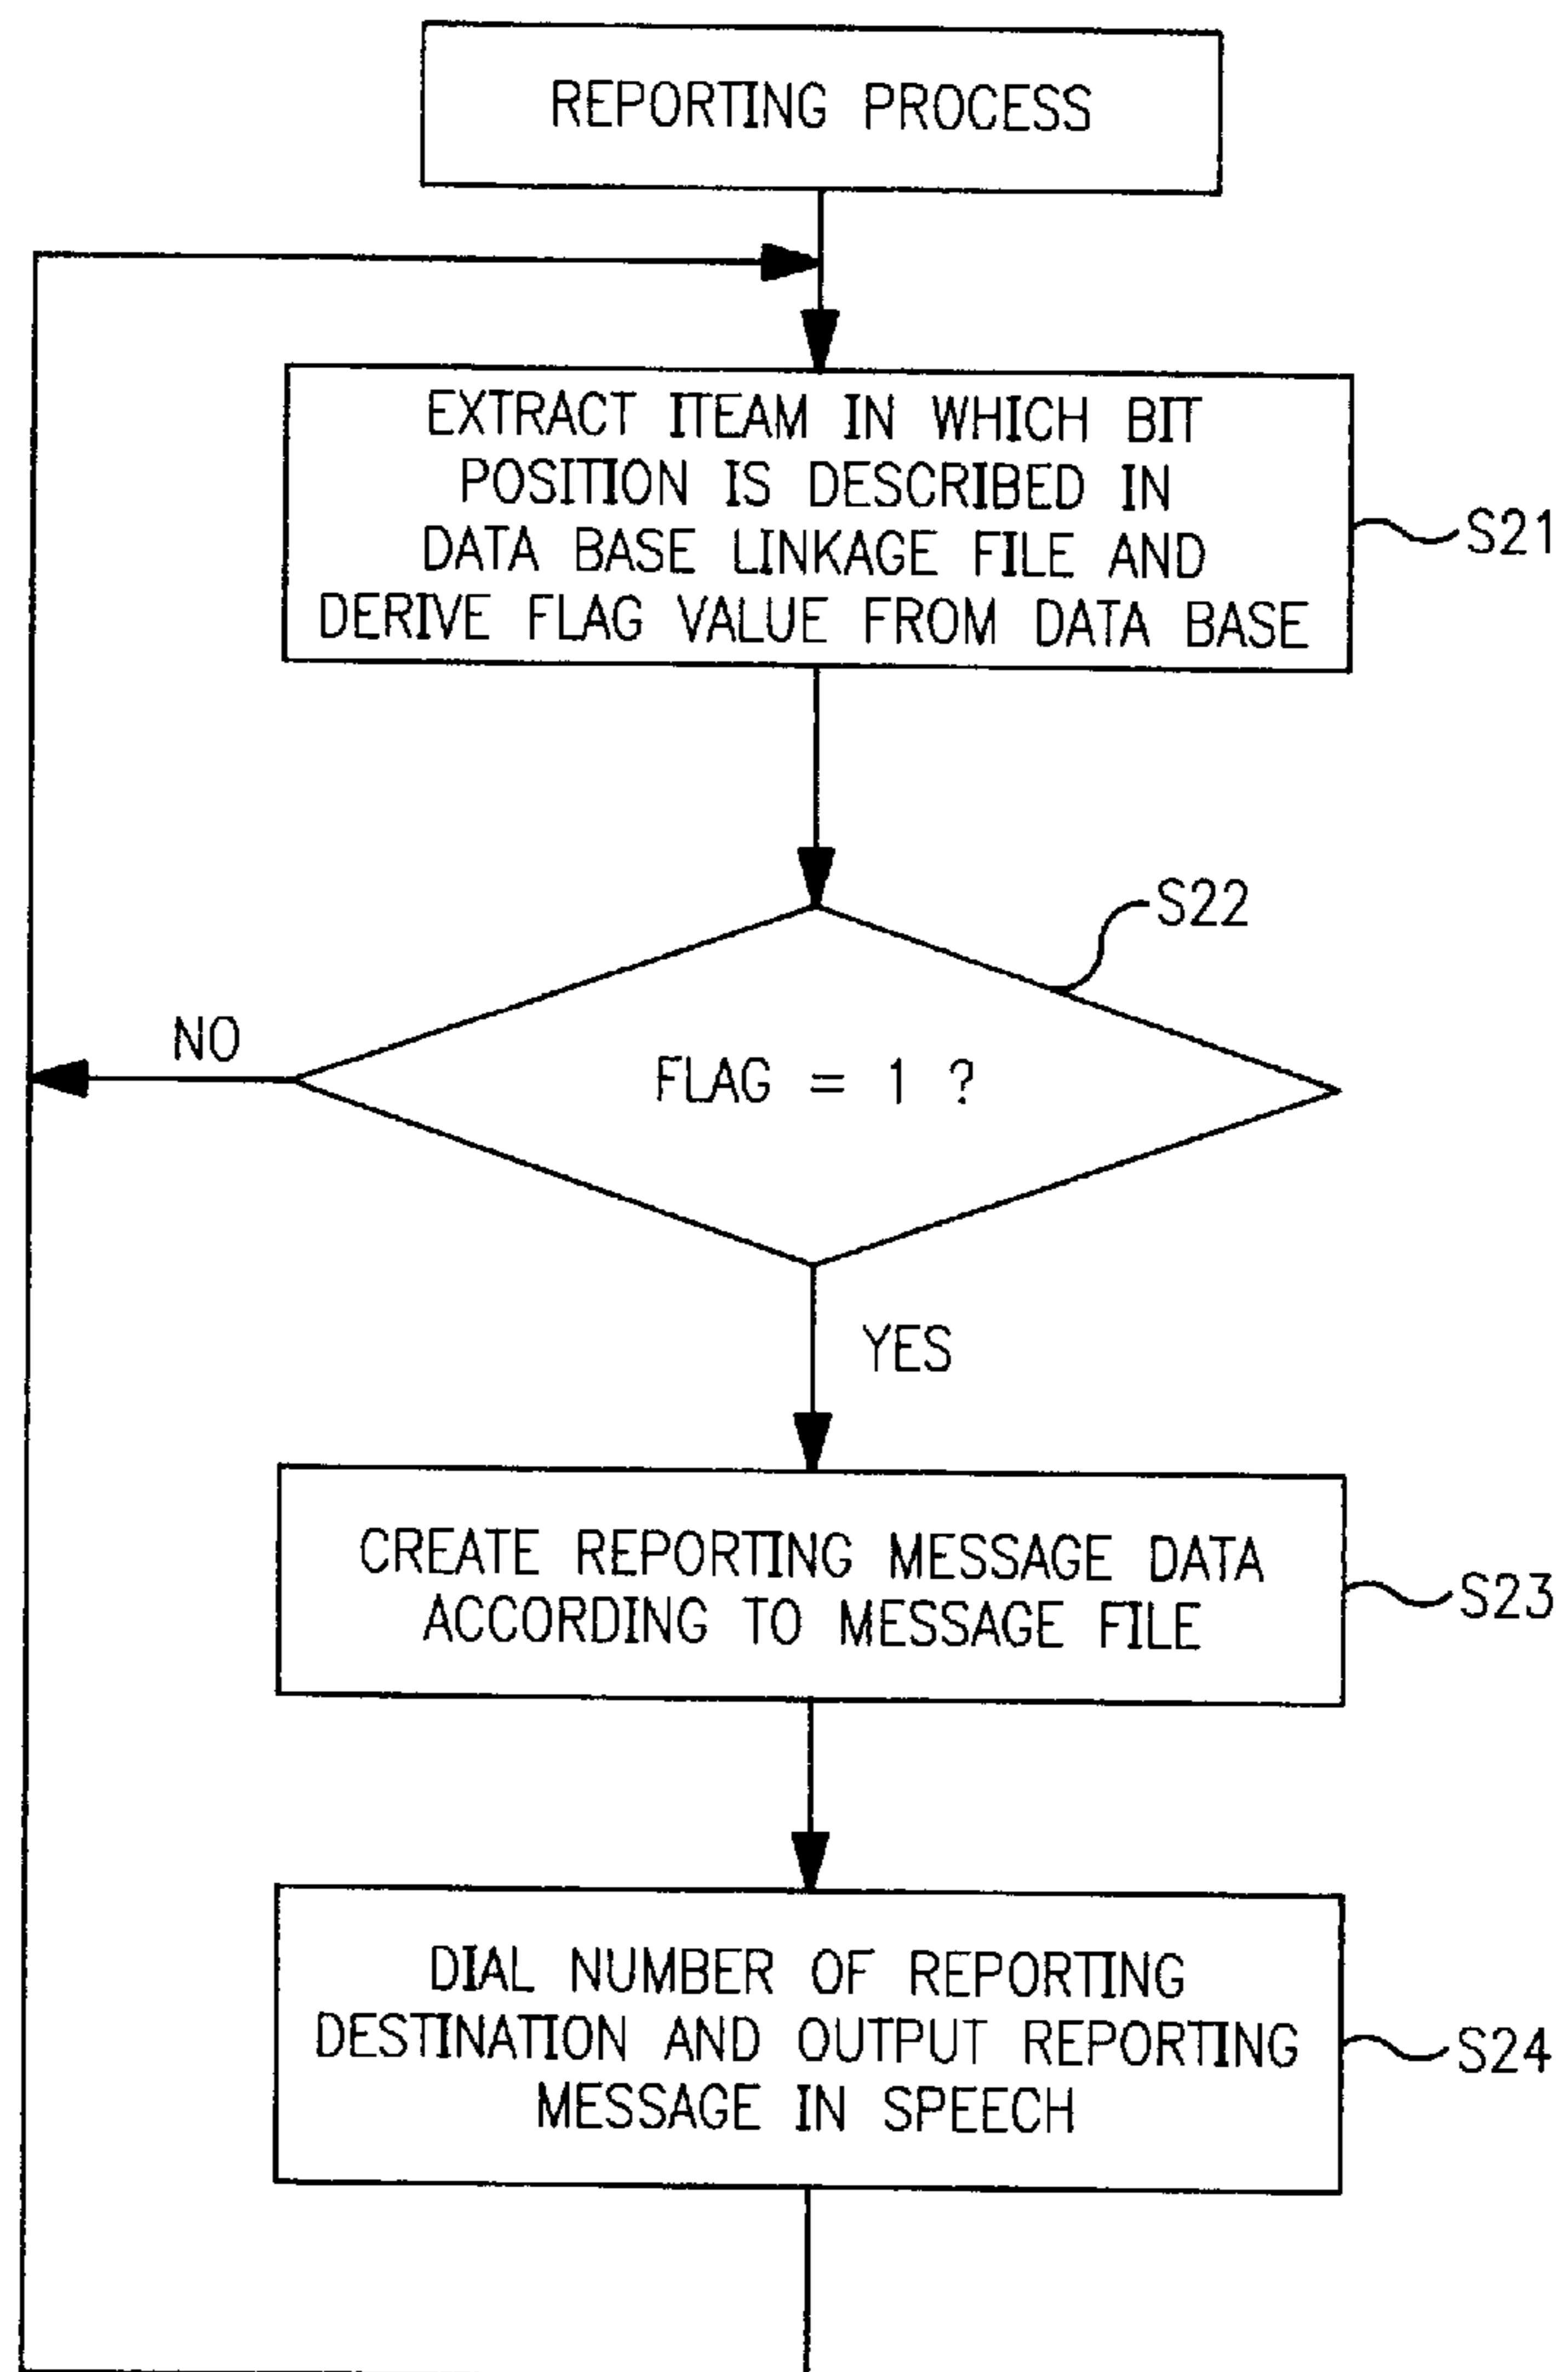 REPORTING PROCESS
EXTRACT ITEAM IN WHICH BIT
POSITION IS DESCRIBED IN
DATA BASE LINKAGE FILE AND
DERIVE FLAG VALUE FROM DATA BASE
S21
S22
NO
FLAG = 1 ?
YES
CREATE REPORTING MESSAGE DATA
ACCORDING TO MESSAGE FILE
S23
DIAL NUMBER OF REPORTING
DESTINATION AND OUTPUT REPORTING
MESSAGE IN SPEECH
S24